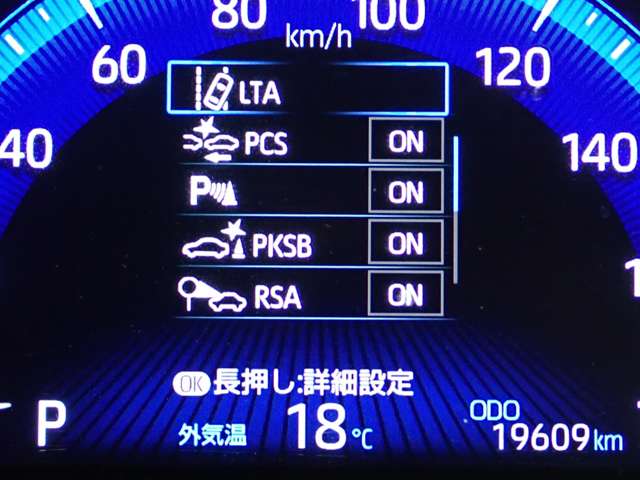 80 100
km/h
60 120
LTA
40 140
PCS ON
P ON
PKSB ON
RSA ON
OK 長押し:詳細設定
P
外気温 18℃
ODO
19609km